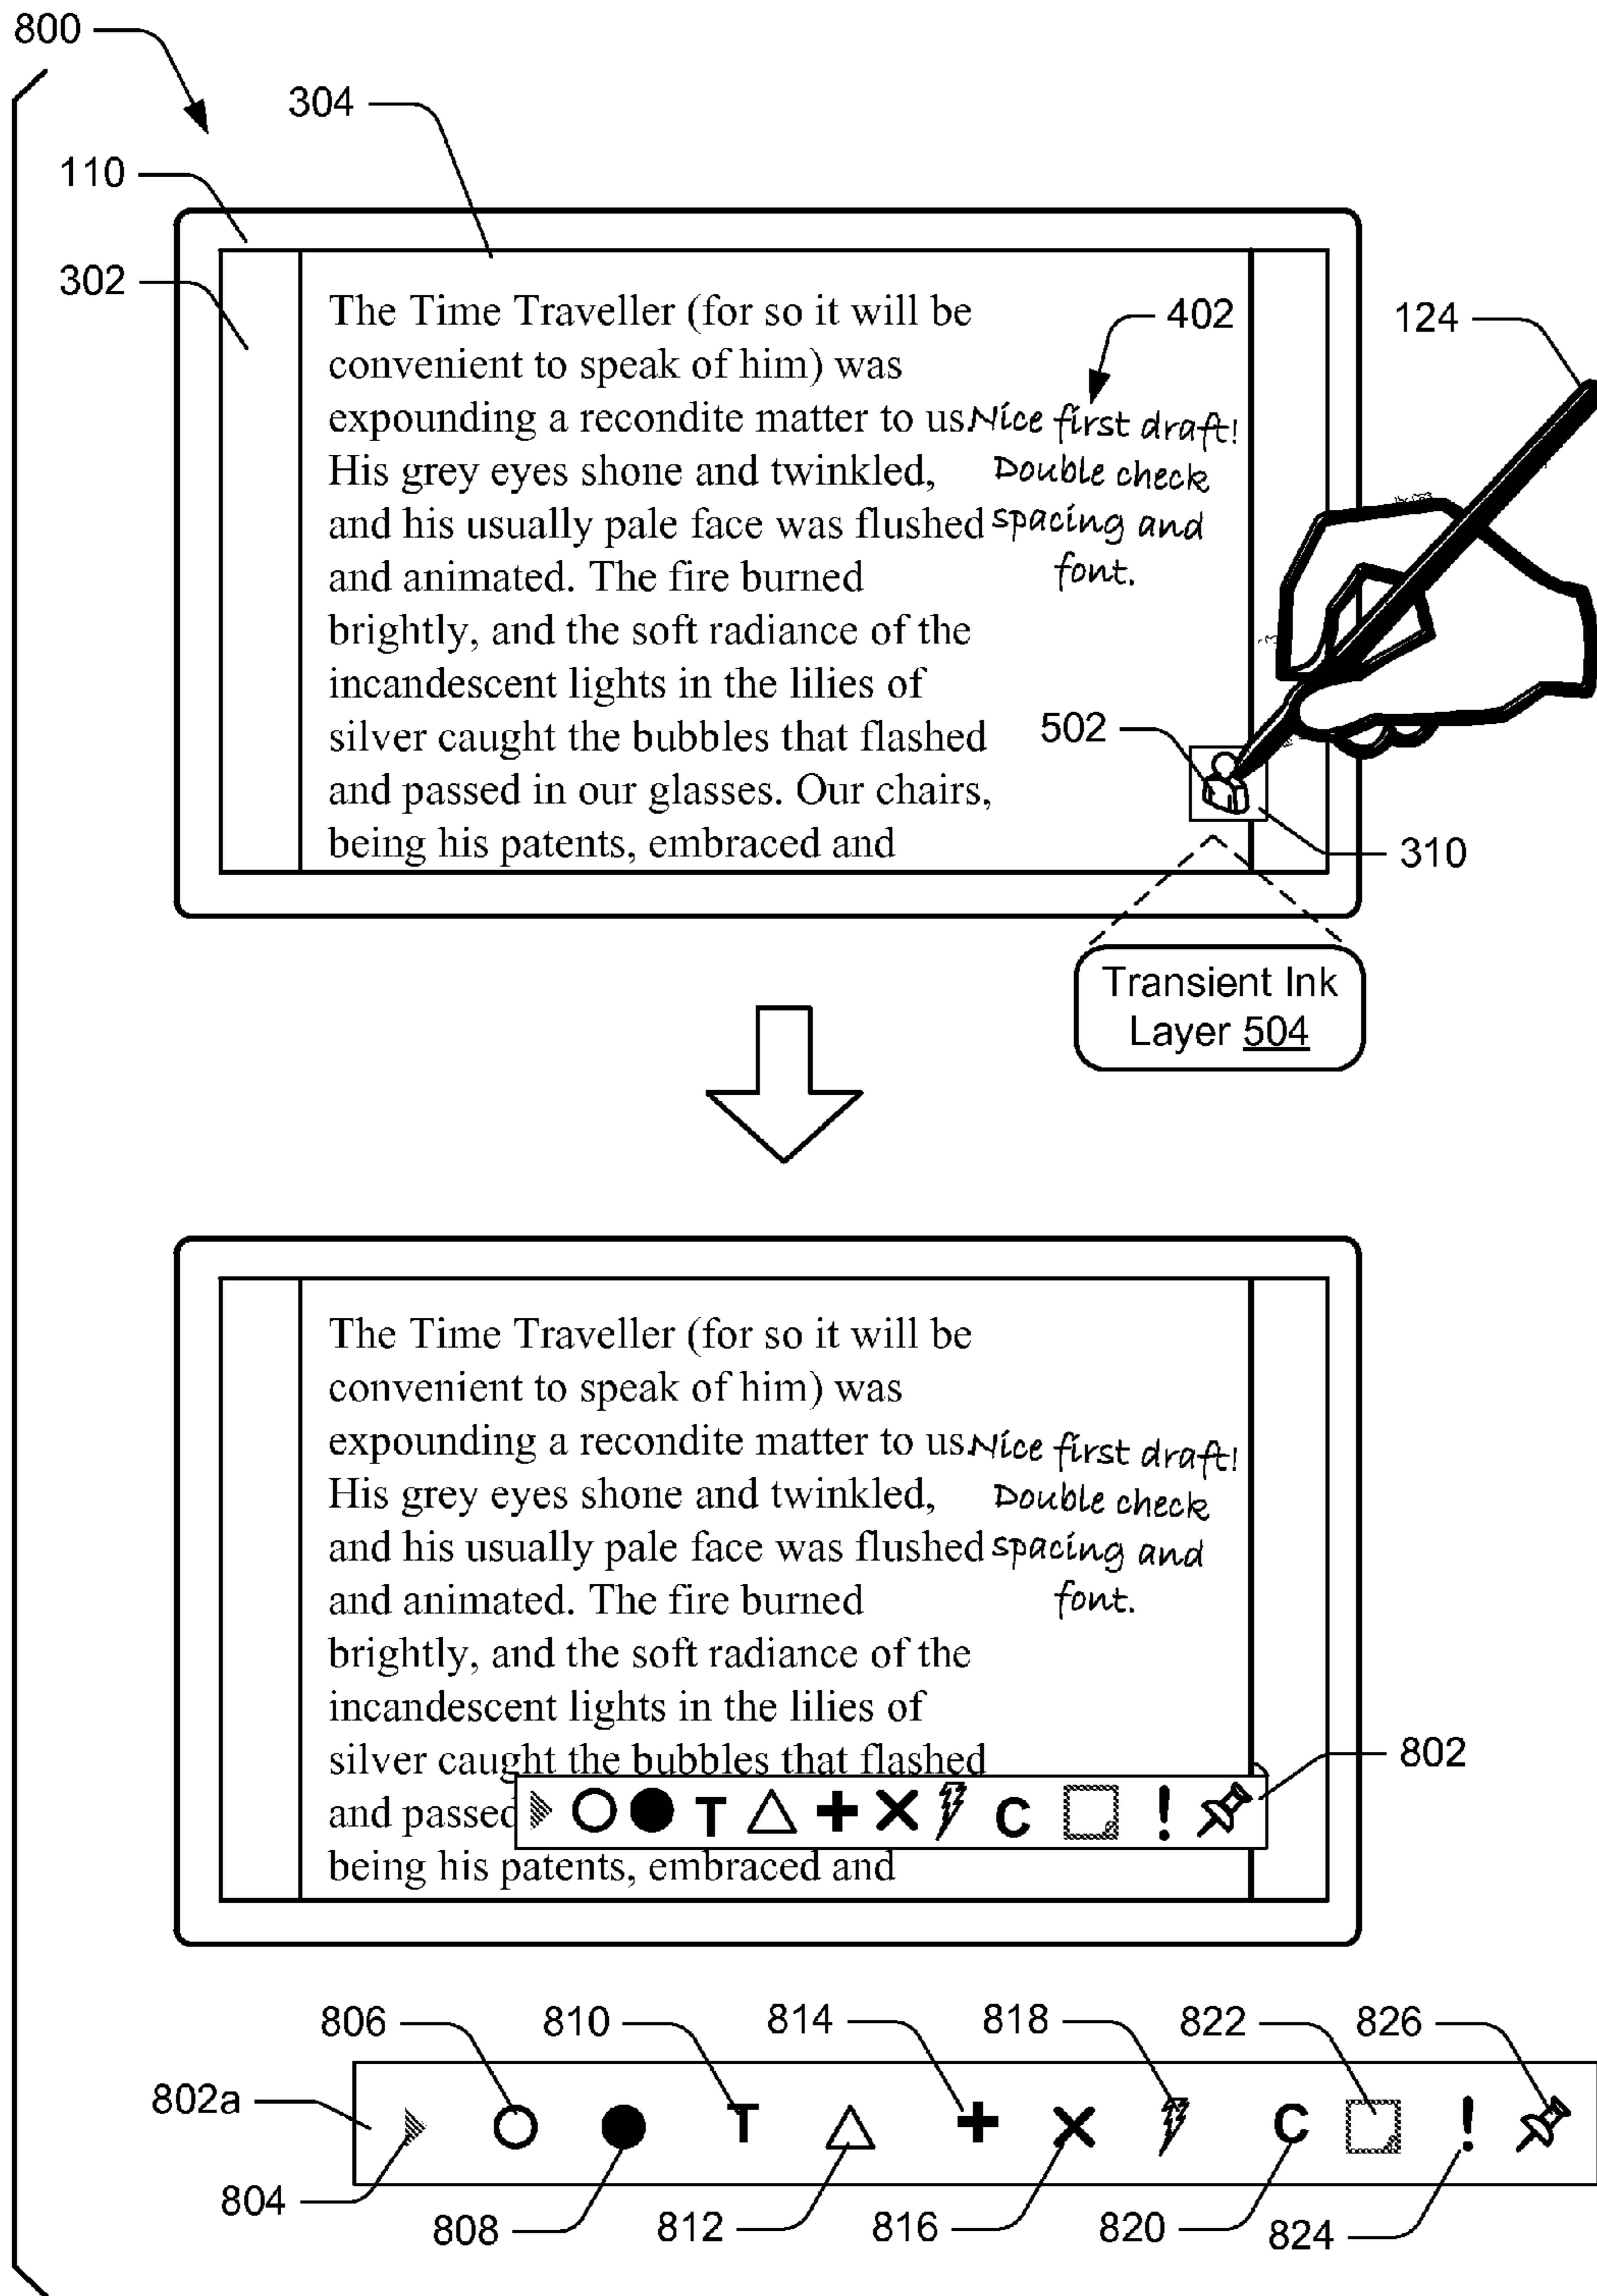 800
304
110
302
The Time Traveller (for so it will be
convenient to speak of him) was
expounding a recondite matter to us.
His grey eyes shone and twinkled,
and his usually pale face was flushed
and animated. The fire burned
brightly, and the soft radiance of the
incandescent lights in the lilies of
silver caught the bubbles that flashed
and passed in our glasses. Our chairs,
being his patents, embraced and
402
124
Nice first draft!
Double check
spacing and
font.
502
310
Transient Ink
Layer 504
The Time Traveller (for so it will be
convenient to speak of him) was
expounding a recondite matter to us.
His grey eyes shone and twinkled,
and his usually pale face was flushed
and animated. The fire burned
brightly, and the soft radiance of the
incandescent lights in the lilies of
silver caught the bubbles that flashed
and passed
being his patents, embraced and
Nice first draft!
Double check
spacing and
font.
T C !
802
806 810 814 818 822 826
802a
T C !
804 808 812 816 820 824